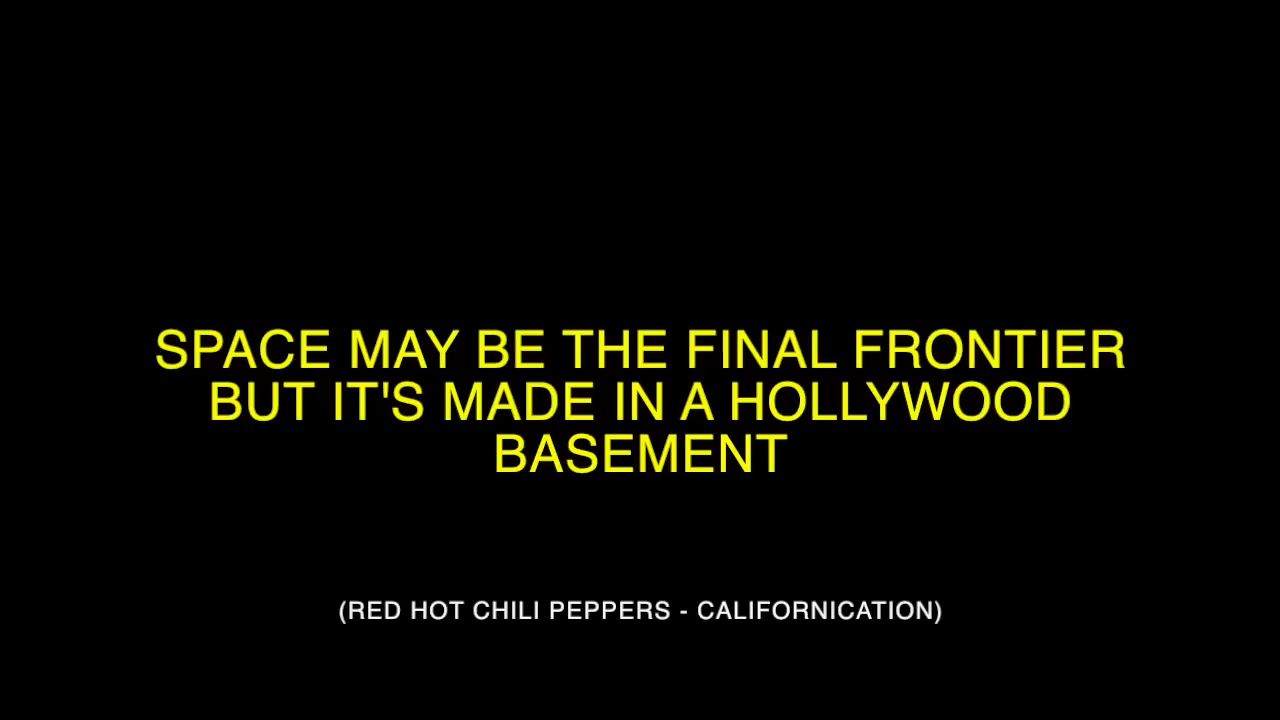 SPACE MAY BE THE FINAL FRONTIER
BUT IT'S MADE IN A HOLLYWOOD
BASEMENT
(RED HOT CHILI PEPPERS - CALIFORNICATION)